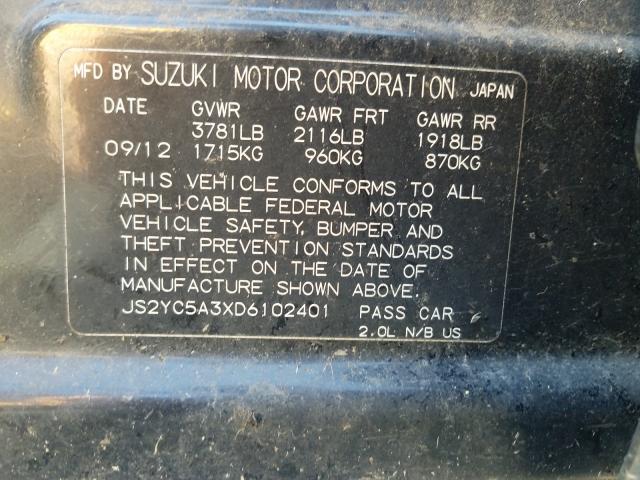 MFD BY SUZUKI MOTOR CORPORATION JAPAN
DATE GVWR GAWR FRT GAWR RR
3781LB 2116LB 1918LB
09/12 1715KG 960KG 870KG
THIS VEHICLE CONFORMS TO ALL
APPLICABLE FEDERAL MOTOR
VEHICLE SAFETY, BUMPER AND
THEFT PREVENTION STANDARDS
IN EFFECT ON THE DATE OF
MANUFACTURE SHOWN ABOVE.
JS2YC5A3XD6102401 PASS CAR
2.0L N/B US